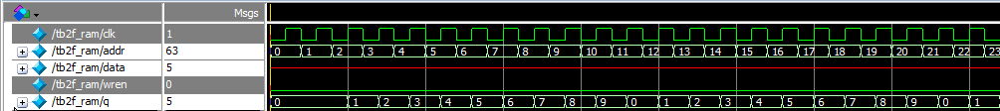 Msgs
/tb2f_ram/clk 1
/tb2f_ram/addr 63 0 1 2 3 4 5 6 7 8 9 10 11 12 13 14 15 16 17 18 19 20 21 22 23
/tb2f_ram/data 5
/tb2f_ram/wren 0
/tb2f_ram/q 5 0 1 2 3 4 5 6 7 8 9 0 1 2 3 4 5 6 7 8 9 0 1